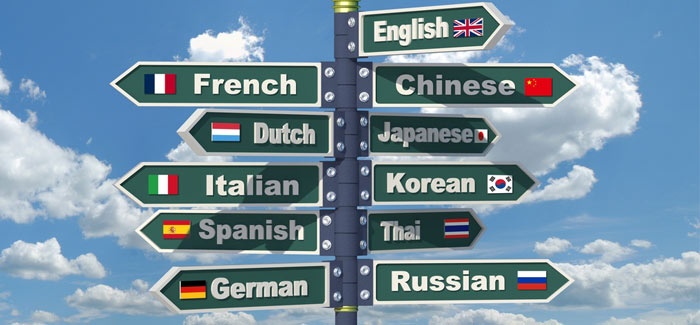 English
French
Chinese
Dutch
Japanese
Italian
Korean
Spanish
Thai
German
Russian